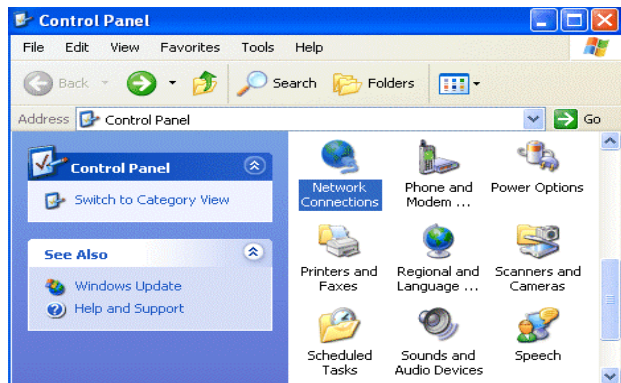 Control Panel
File Edit View Favorites Tools Help
Back Search Folders
Address Control Panel Go
Control Panel
Switch to Category View
See Also
Windows Update
Help and Support
Network Connections
Phone and Modem ...
Power Options
Printers and Faxes
Regional and Language ...
Scanners and Cameras
Scheduled Tasks
Sounds and Audio Devices
Speech